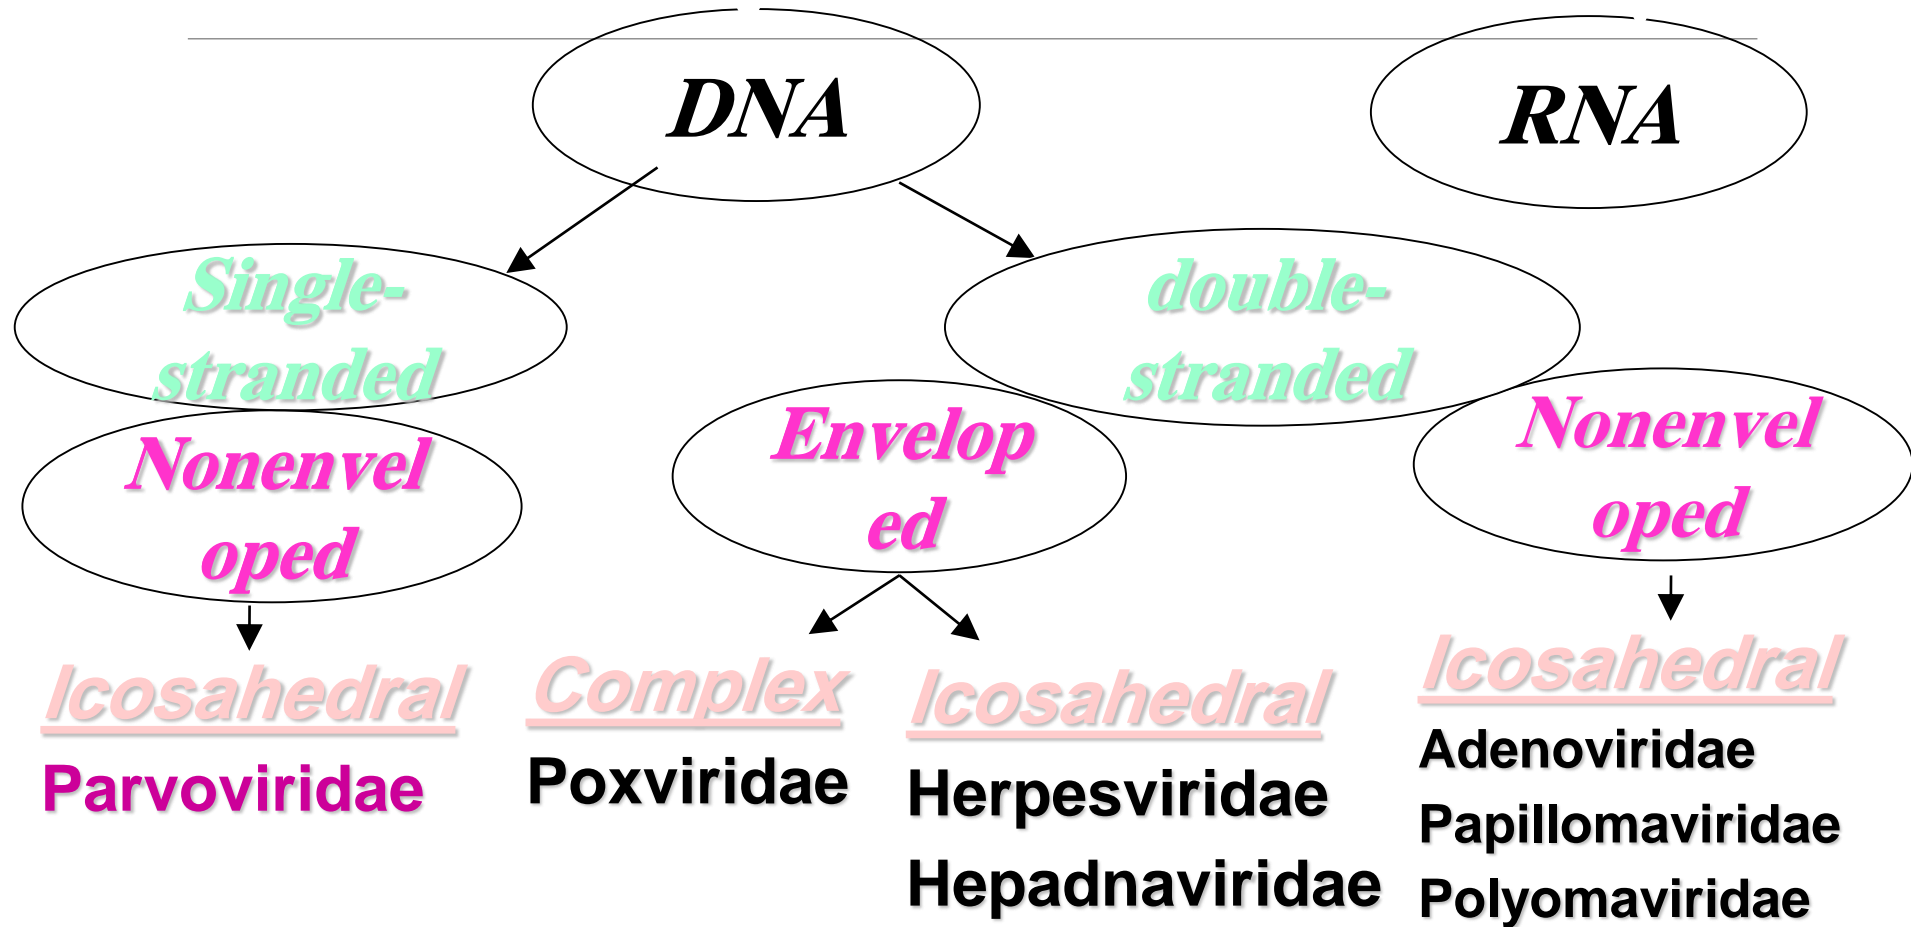 DNA
RNA
Single-
stranded
double-
stranded
Nonenvel
oped
Envelop
ed
Nonenvel
oped
Icosahedral
Parvoviridae
Complex
Poxviridae
Icosahedral
Herpesviridae
Hepadnaviridae
Icosahedral
Adenoviridae
Papillomaviridae
Polyomaviridae